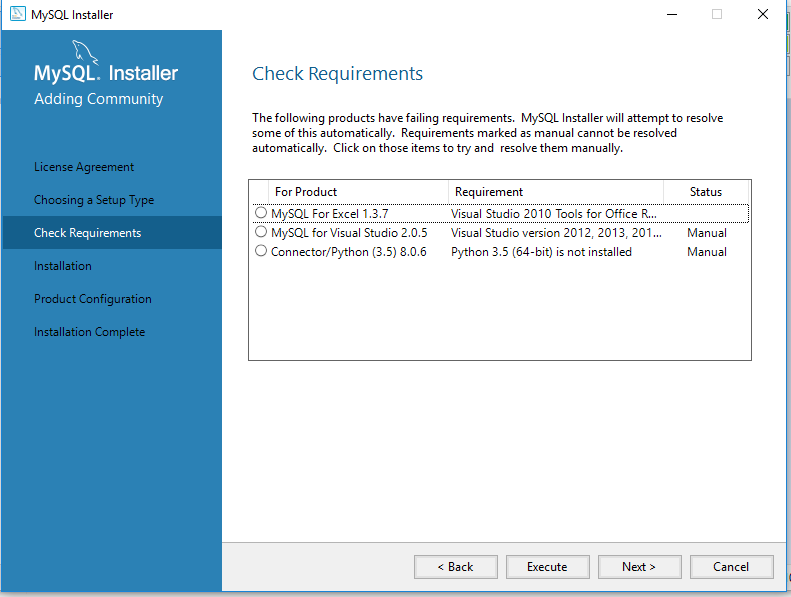 MySQL Installer
MySQL. Installer
Adding Community
License Agreement
Choosing a Setup Type
Check Requirements
Installation
Product Configuration
Installation Complete
Check Requirements
The following products have failing requirements. MySQL Installer will attempt to resolve
some of this automatically. Requirements marked as manual cannot be resolved
automatically. Click on those items to try and resolve them manually.
For Product Requirement Status
MySQL For Excel 1.3.7 Visual Studio 2010 Tools for Office R...
MySQL for Visual Studio 2.0.5 Visual Studio version 2012, 2013, 201... Manual
Connector/Python (3.5) 8.0.6 Python 3.5 (64-bit) is not installed Manual
< Back Execute Next > Cancel